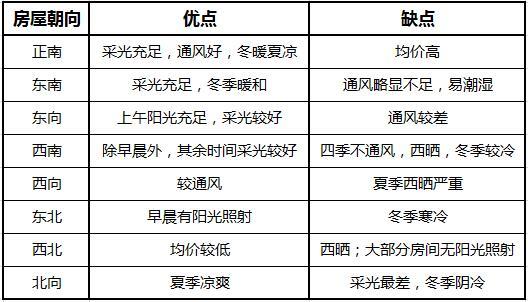 房屋朝向 优点 缺点
正南 采光充足，通风好，冬暖夏凉 均价高
东南 采光充足，冬季暖和 通风略显不足，易潮湿
东向 上午阳光充足，采光较好 通风较差
西南 除早晨外，其余时间采光较好 四季不通风，西晒，冬季较冷
西向 较通风 夏季西晒严重
东北 早晨有阳光照射 冬季寒冷
西北 均价较低 西晒；大部分房间无阳光照射
北向 夏季凉爽 采光最差，冬季阴冷